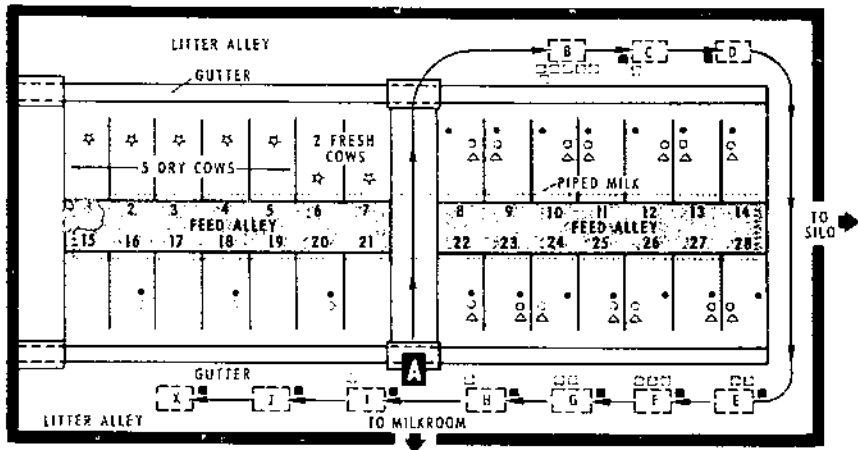 LITTER ALLEY
B C D
GUTTER
2 FRESH
COWS
5 DRY COWS
PIPED MILK
2 3 4 5 6 7 8 9 10 11 12 13 14
FEED ALLEY FEED ALLEY
15 16 17 18 19 20 21 22 23 24 25 26 27 28
TO
SILO
A
GUTTER
X J I H G F E
LITTER ALLEY
TO MILKROOM